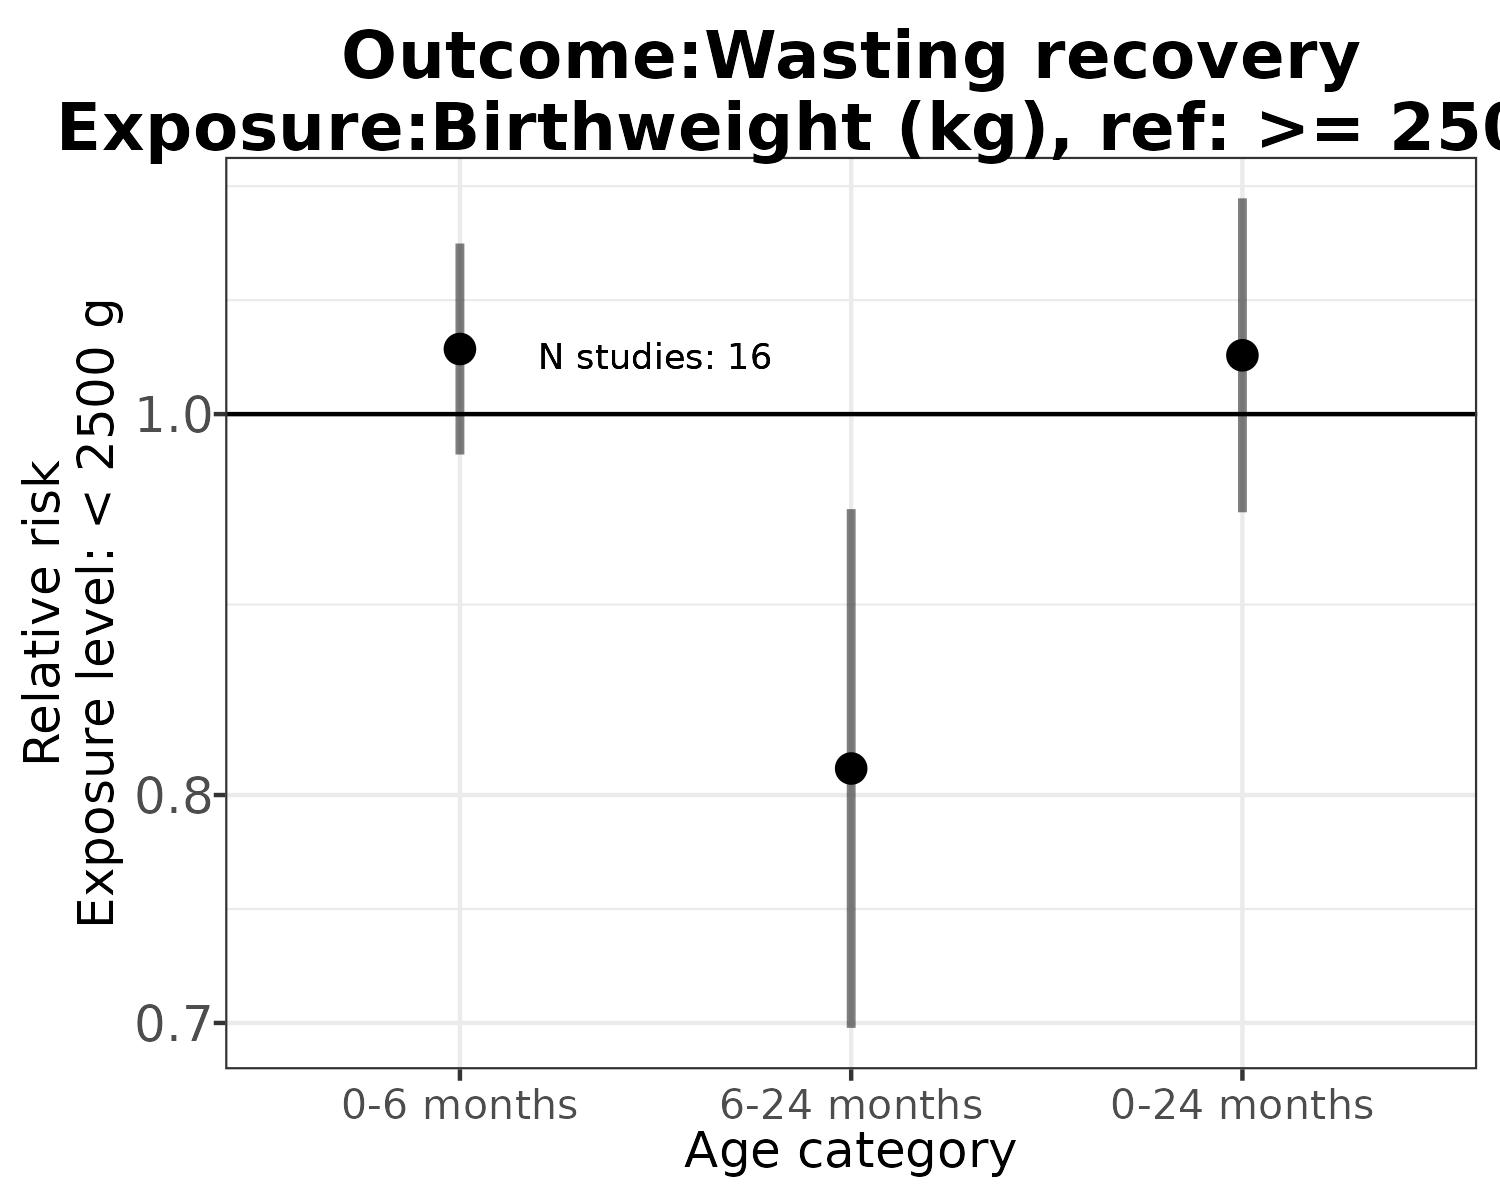 Outcome:Wasting recovery
Exposure:Birthweight (kg), ref: >= 250
Relative risk
Exposure level: < 2500 g
N studies: 16
1.0
0.8
0.7
0-6 months
6-24 months
0-24 months
Age category